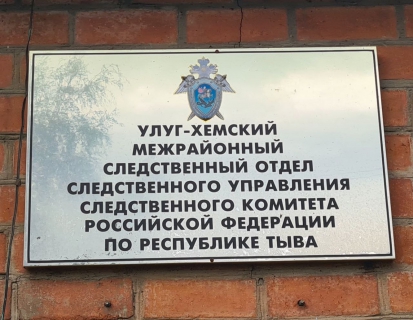 УЛУГ-ХЕМСКИЙ
МЕЖРАЙОННЫЙ
СЛЕДСТВЕННЫЙ ОТДЕЛ
СЛЕДСТВЕННОГО УПРАВЛЕНИЯ
СЛЕДСТВЕННОГО КОМИТЕТА
РОССИЙСКОЙ ФЕДЕРАЦИИ
ПО РЕСПУБЛИКЕ ТЫВА